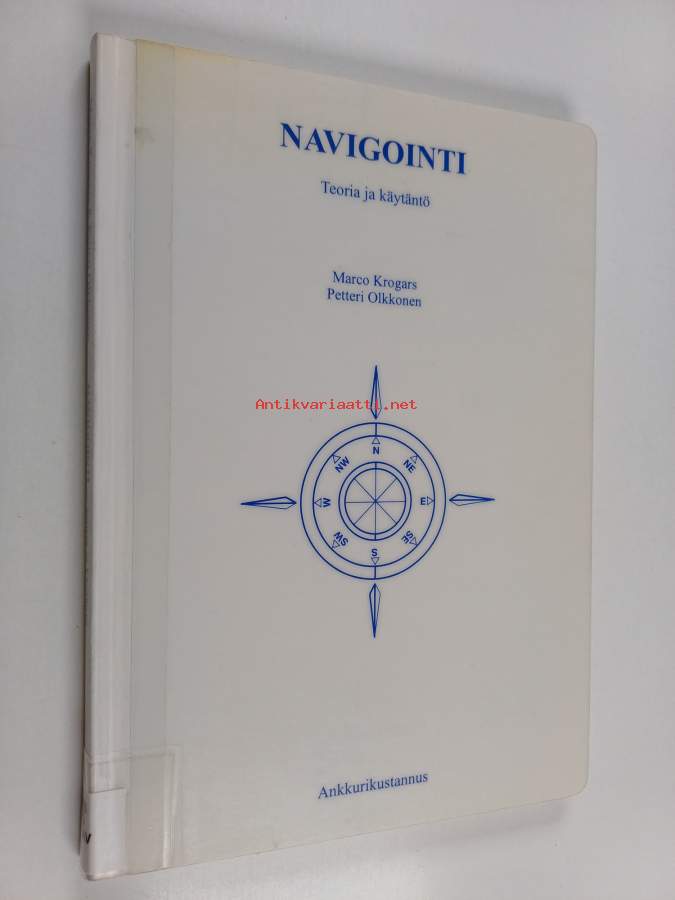 NAVIGOINTI
Teoria ja käytäntö
Marco Krogars
Petteri Olkkonen
Antikvariaatti.net
N
NW
NE
W
E
SW
SE
S
Ankkurikustannus
V